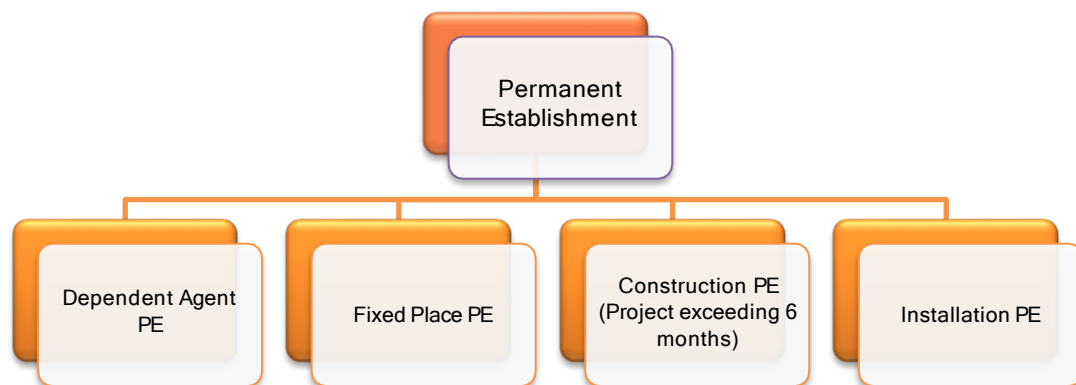 Permanent
Establishment
Dependent Agent
PE
Fixed Place PE
Construction PE
(Project exceeding 6
months)
Installation PE